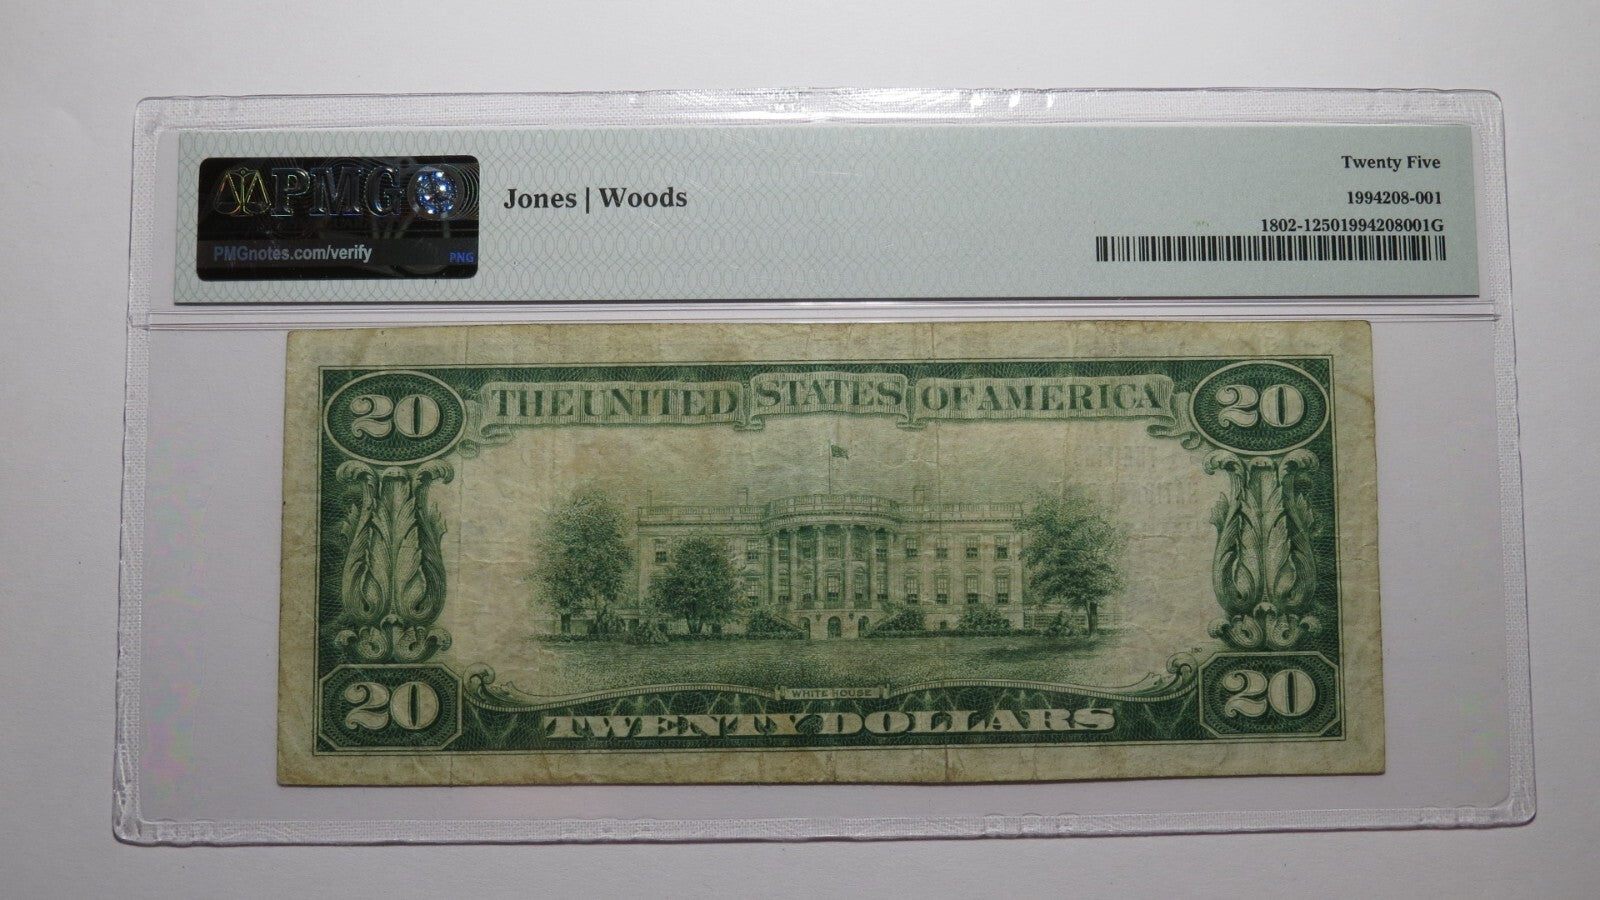 PMG
PMGnotes.com/verify
PNG
Jones | Woods
Twenty Five
1994208-001
1802-12501994208001G
20 THE UNITED STATES OF AMERICA 20
WHITE HOUSE
20 TWENTY DOLLARS 20